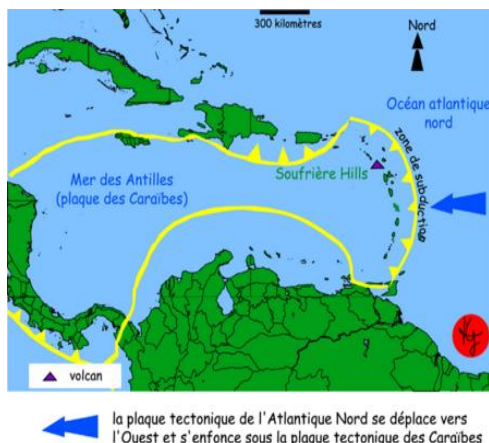 300 kilomètres
Nord
Océan atlantique
nord
zone de subduction
Soufrière Hills
Mer des Antilles
(plaque des Caraïbes)
volcan
la plaque tectonique de l'Atlantique Nord se déplace vers
l'Ouest et s'enfonce sous la plaque tectonique des Caraïbes